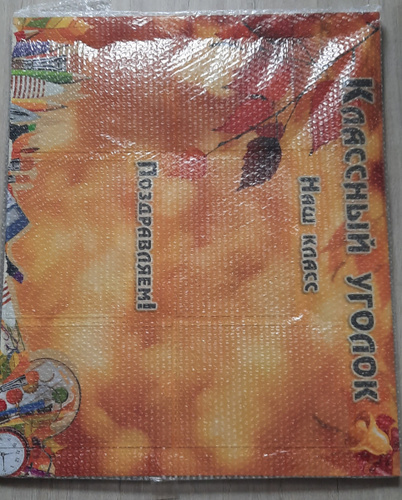 Классный уголок
Наш класс
Поздравляем!